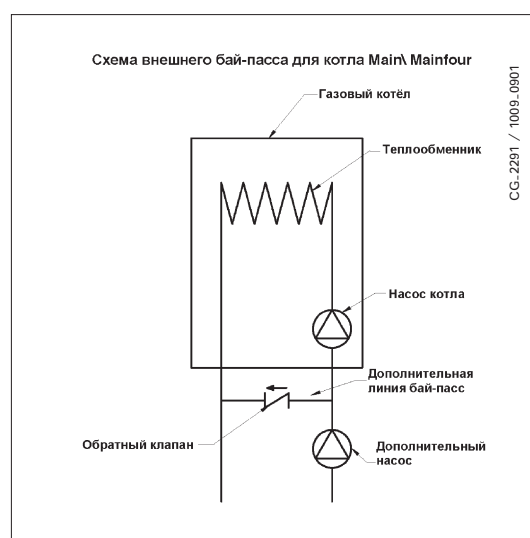 Схема внешнего бай-пасса для котла Main\ Mainfour
Газовый котёл
CG-2291 / 1009-0901
Теплообменник
Насос котла
Дополнительная
линия бай-пасс
Обратный клапан
Дополнительный
насос